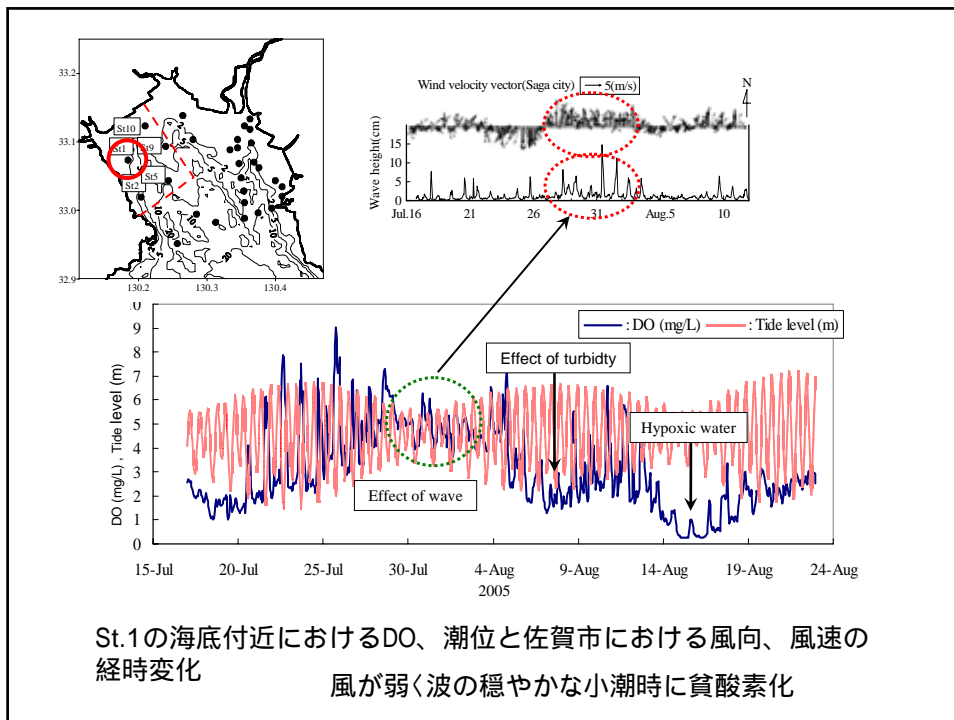 33.2
33.1
33.0
32.9
130.2 130.3 130.4
St10
St1 St9
St5
St2
Wind velocity vector(Saga city) 5(m/s)
N
Wave height(cm)
15
10
5
0
Jul.16 21 26 31 Aug.5 10
: DO (mg/L) : Tide level (m)
DO (mg/L) , Tide level (m)
0
9
8
7
6
5
4
3
2
1
0
Effect of turbidty
Hypoxic water
Effect of wave
15-Jul 20-Jul 25-Jul 30-Jul 4-Aug 9-Aug 14-Aug 19-Aug 24-Aug
2005
St.1の海底付近におけるDO、潮位と佐賀市における風向、風速の
経時変化
風が弱く波の穏やかな小潮時に貧酸素化